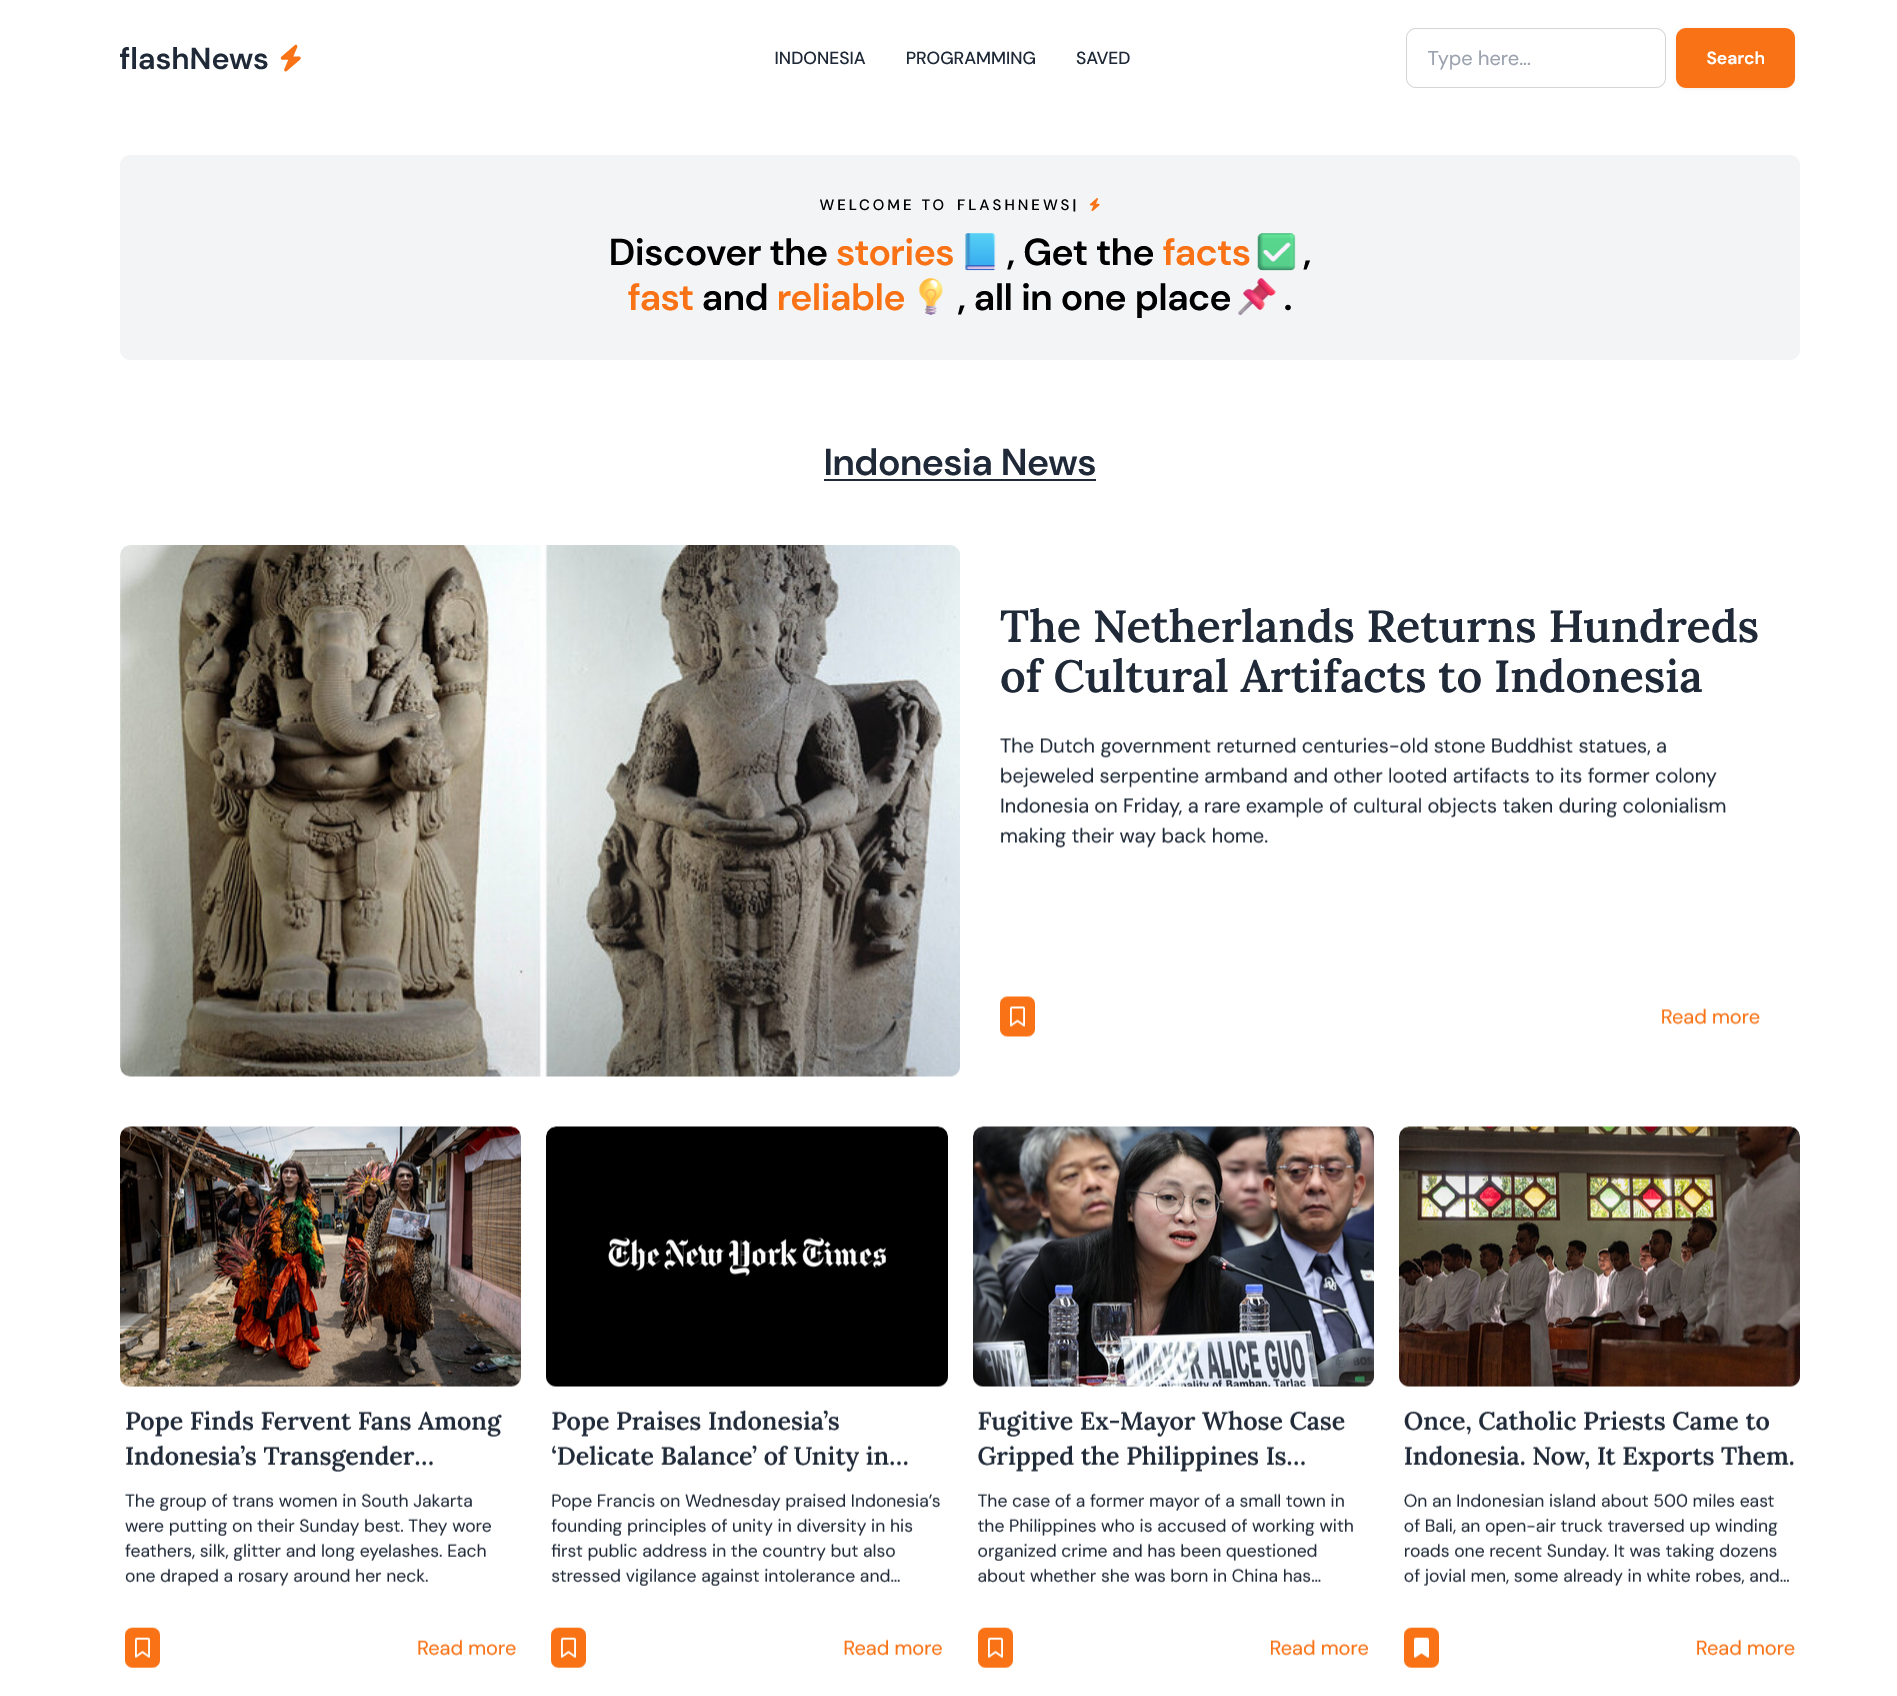 flashNews
INDONESIA PROGRAMMING SAVED
Type here...
Search
WELCOME TO FLASHNEWS|
Discover the stories 📘 , Get the facts ✅ ,
fast and reliable 💡 , all in one place 📌 .
Indonesia News
The Netherlands Returns Hundreds
of Cultural Artifacts to Indonesia
The Dutch government returned centuries-old stone Buddhist statues, a
bejeweled serpentine armband and other looted artifacts to its former colony
Indonesia on Friday, a rare example of cultural objects taken during colonialism
making their way back home.
Read more
Pope Finds Fervent Fans Among
Indonesia’s Transgender...
The group of trans women in South Jakarta
were putting on their Sunday best. They wore
feathers, silk, glitter and long eyelashes. Each
one draped a rosary around her neck.
Read more
The New York Times
Pope Praises Indonesia’s
‘Delicate Balance’ of Unity in...
Pope Francis on Wednesday praised Indonesia’s
founding principles of unity in diversity in his
first public address in the country but also
stressed vigilance against intolerance and...
Read more
MAYOR ALICE GUO
Municipality of Bamban, Tarlac
Fugitive Ex-Mayor Whose Case
Gripped the Philippines Is...
The case of a former mayor of a small town in
the Philippines who is accused of working with
organized crime and has been questioned
about whether she was born in China has...
Read more
Once, Catholic Priests Came to
Indonesia. Now, It Exports Them.
On an Indonesian island about 500 miles east
of Bali, an open-air truck traversed up winding
roads one recent Sunday. It was taking dozens
of jovial men, some already in white robes, and...
Read more